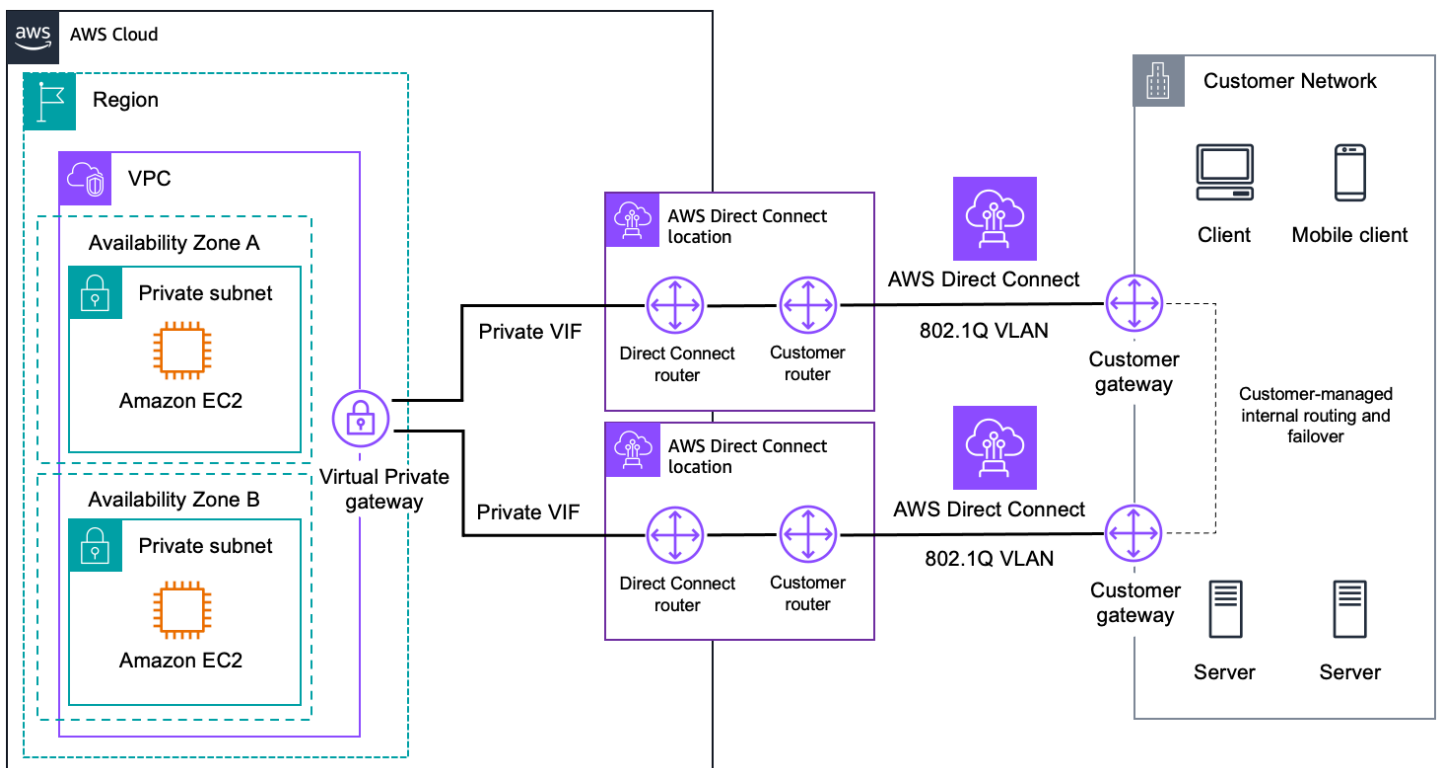 aws
AWS Cloud
Region
VPC
Availability Zone A
Private subnet
Amazon EC2
Availability Zone B
Private subnet
Amazon EC2
Virtual Private
gateway
Private VIF
Private VIF
AWS Direct Connect
location
Direct Connect
router
Customer
router
AWS Direct Connect
location
Direct Connect
router
Customer
router
AWS Direct Connect
802.1Q VLAN
AWS Direct Connect
802.1Q VLAN
Customer Network
Client
Mobile client
Customer
gateway
Customer-managed
internal routing and
failover
Customer
gateway
Server
Server